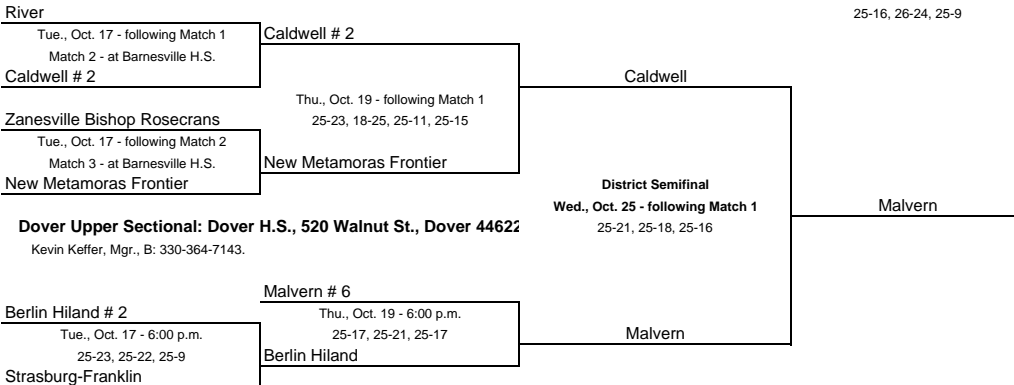 River
25-16, 26-24, 25-9
Tue., Oct. 17 - following Match 1
Caldwell # 2
Match 2 - at Barnesville H.S.
Caldwell # 2
Caldwell
Thu., Oct. 19 - following Match 1
Zanesville Bishop Rosecrans
25-23, 18-25, 25-11, 25-15
Tue., Oct. 17 - following Match 2
Match 3 - at Barnesville H.S.
New Metamoras Frontier
New Metamoras Frontier
District Semifinal
Wed., Oct. 25 - following Match 1
Malvern
Dover Upper Sectional: Dover H.S., 520 Walnut St., Dover 44622
25-21, 25-18, 25-16
Kevin Keffer, Mgr., B: 330-364-7143.
Malvern # 6
Berlin Hiland # 2
Thu., Oct. 19 - 6:00 p.m.
Tue., Oct. 17 - 6:00 p.m.
25-17, 25-21, 25-17
Malvern
25-23, 25-22, 25-9
Berlin Hiland
Strasburg-Franklin